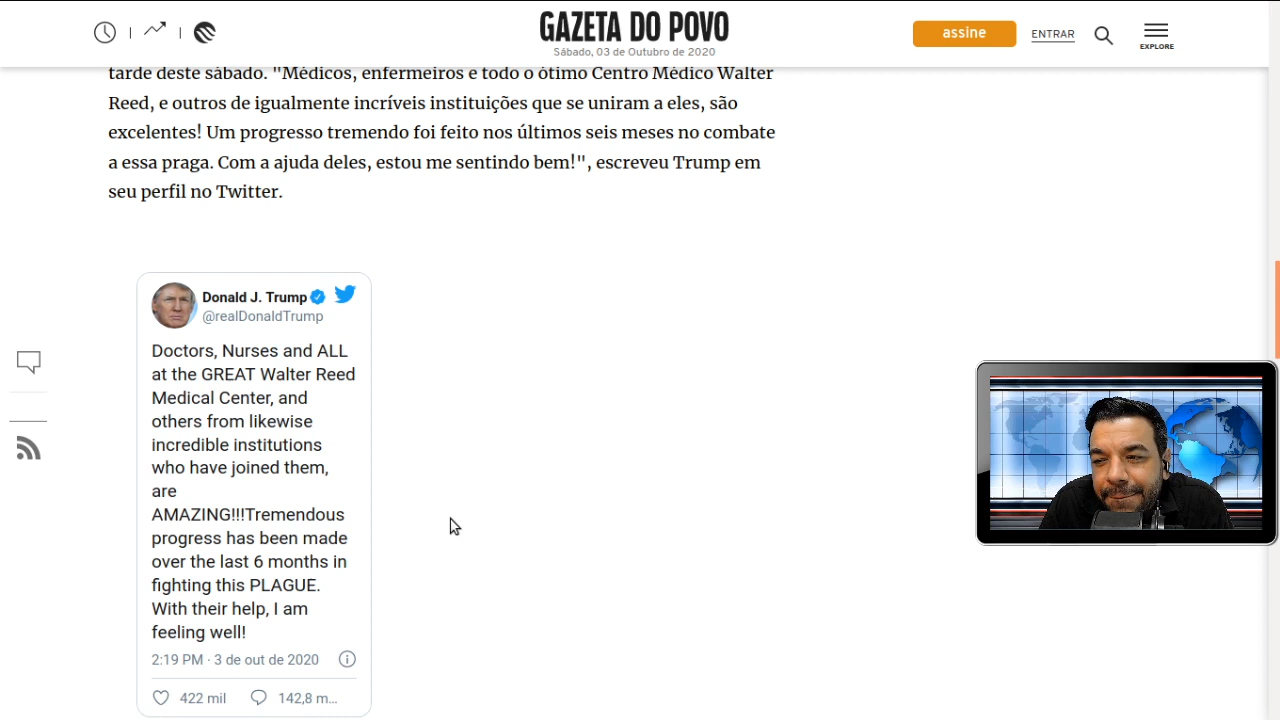 GAZETA DO POVO
Sábado, 03 de Outubro de 2020
assine
ENTRAR
EXPLORE
tarde deste sábado. "Médicos, enfermeiros e todo o ótimo Centro Médico Walter
Reed, e outros de igualmente incríveis instituições que se uniram a eles, são
excelentes! Um progresso tremendo foi feito nos últimos seis meses no combate
a essa praga. Com a ajuda deles, estou me sentindo bem!", escreveu Trump em
seu perfil no Twitter.
Donald J. Trump
@realDonaldTrump
Doctors, Nurses and ALL
at the GREAT Walter Reed
Medical Center, and
others from likewise
incredible institutions
who have joined them,
are
AMAZING!!!Tremendous
progress has been made
over the last 6 months in
fighting this PLAGUE.
With their help, I am
feeling well!
2:19 PM · 3 de out de 2020
422 mil 142,8 m...